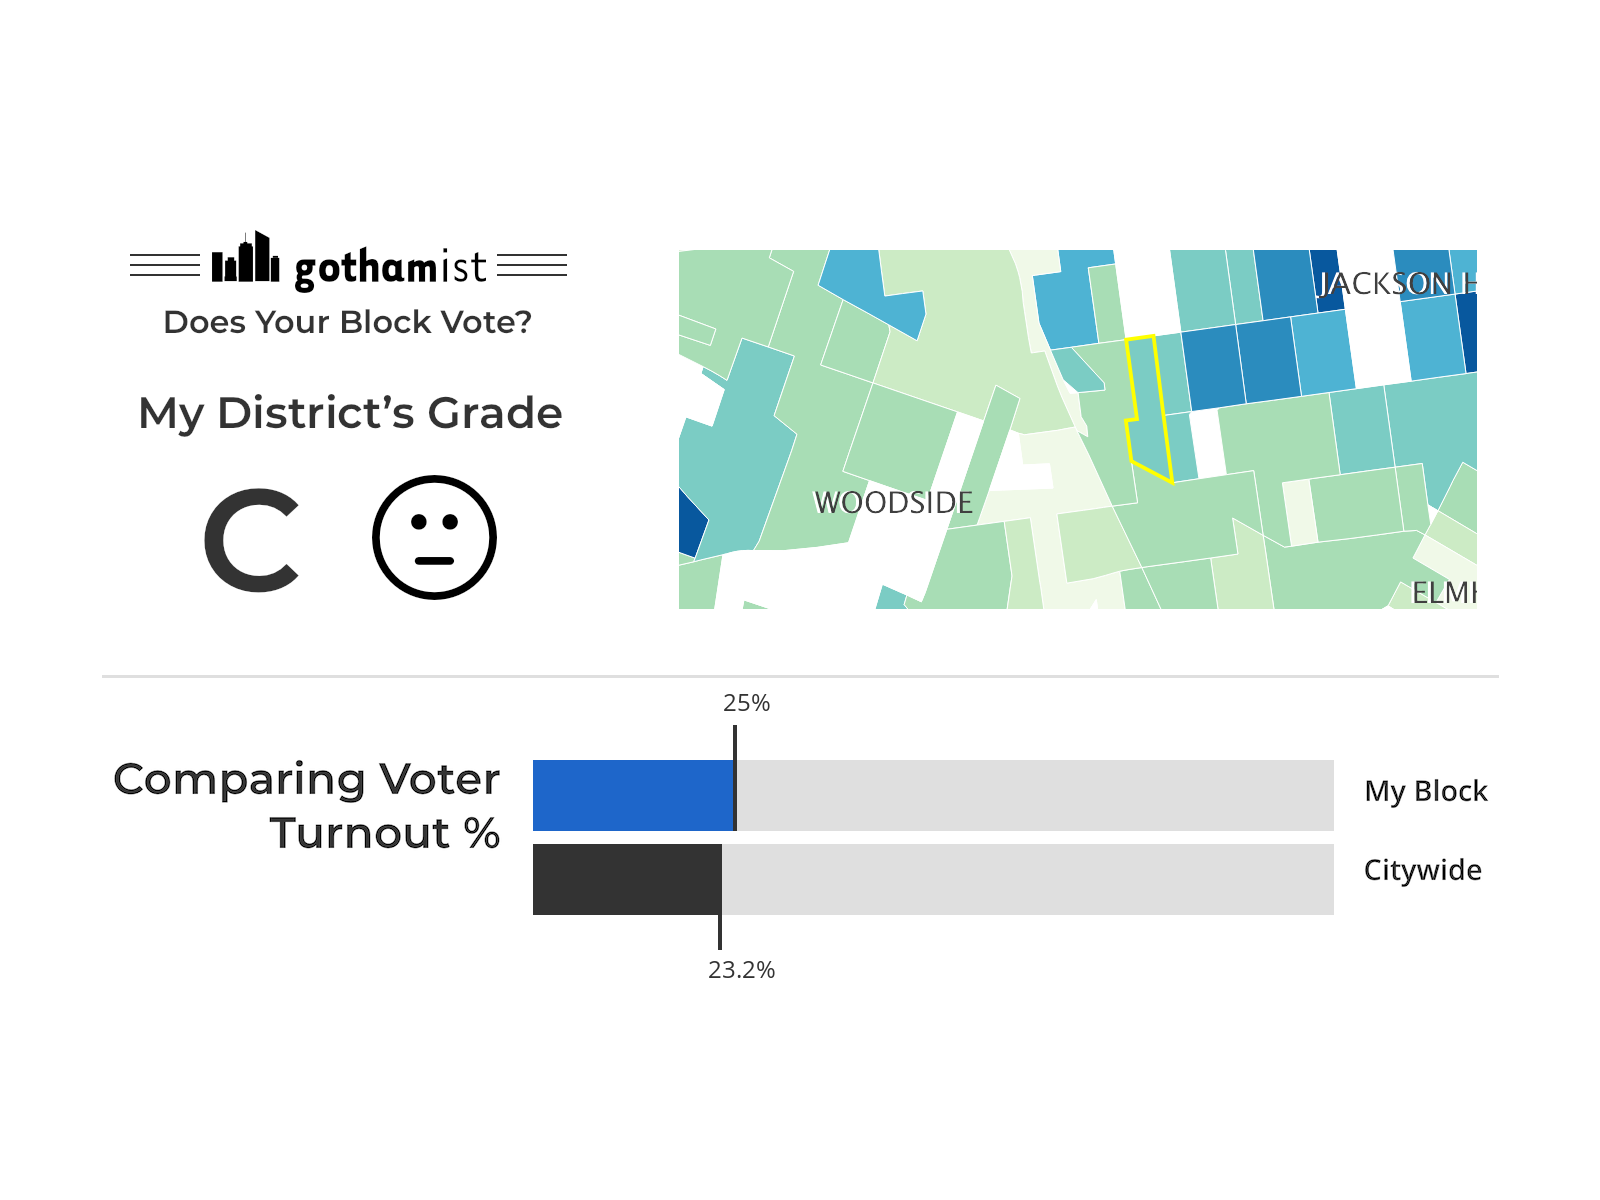 gothamist
Does Your Block Vote?
My District's Grade
C
JACKSON H
WOODSIDE
25%
Comparing Voter
Turnout %
My Block
Citywide
23.2%